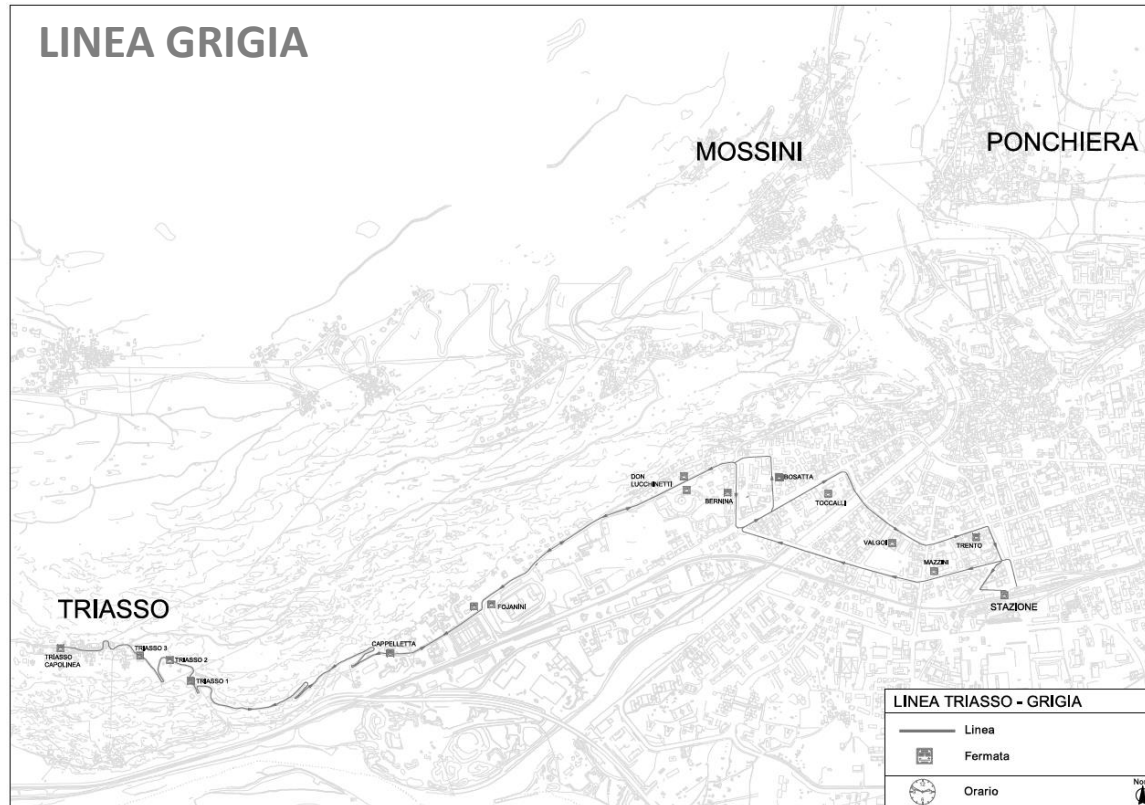 LINEA GRIGIA
MOSSINI
PONCHIERA
DON
LUCCHINETTI
BERNINA
BOSATTA
TOCCALLI
VALGOI
TRENTO
MAZZINI
STAZIONE
FOJANINI
CAPPELLETTA
TRIASSO
TRIASSO
CAPOLINEA
TRIASSO 3
TRIASSO 2
TRIASSO 1
LINEA TRIASSO - GRIGIA
Linea
Fermata
Orario